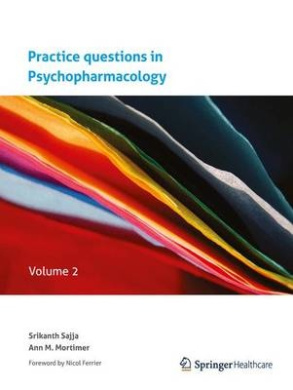 Practice questions in
Psychopharmacology
Volume 2
Srikanth Sajja
Ann M. Mortimer
Foreword by Nicol Ferrier
Springer Healthcare